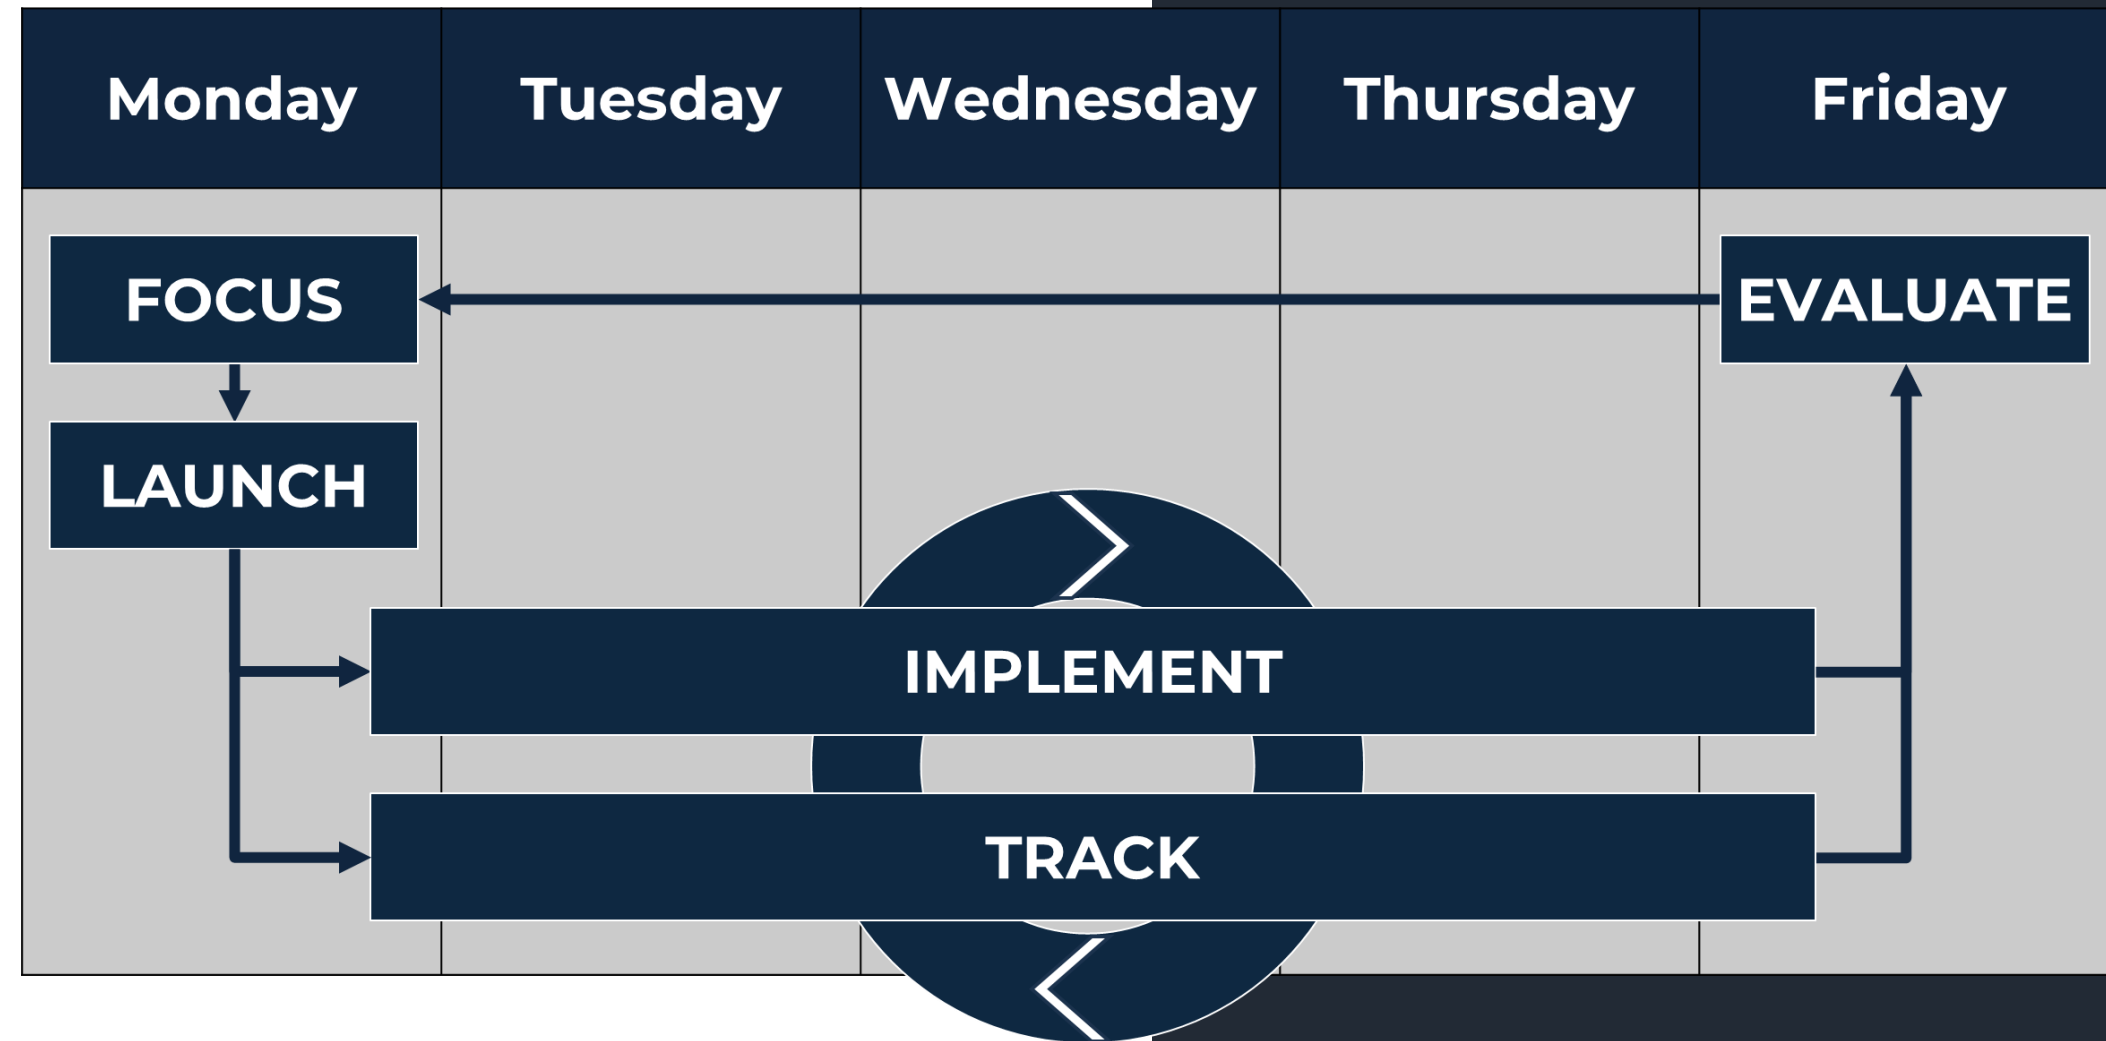 Monday
Tuesday
Wednesday
Thursday
Friday
FOCUS
EVALUATE
LAUNCH
IMPLEMENT
TRACK